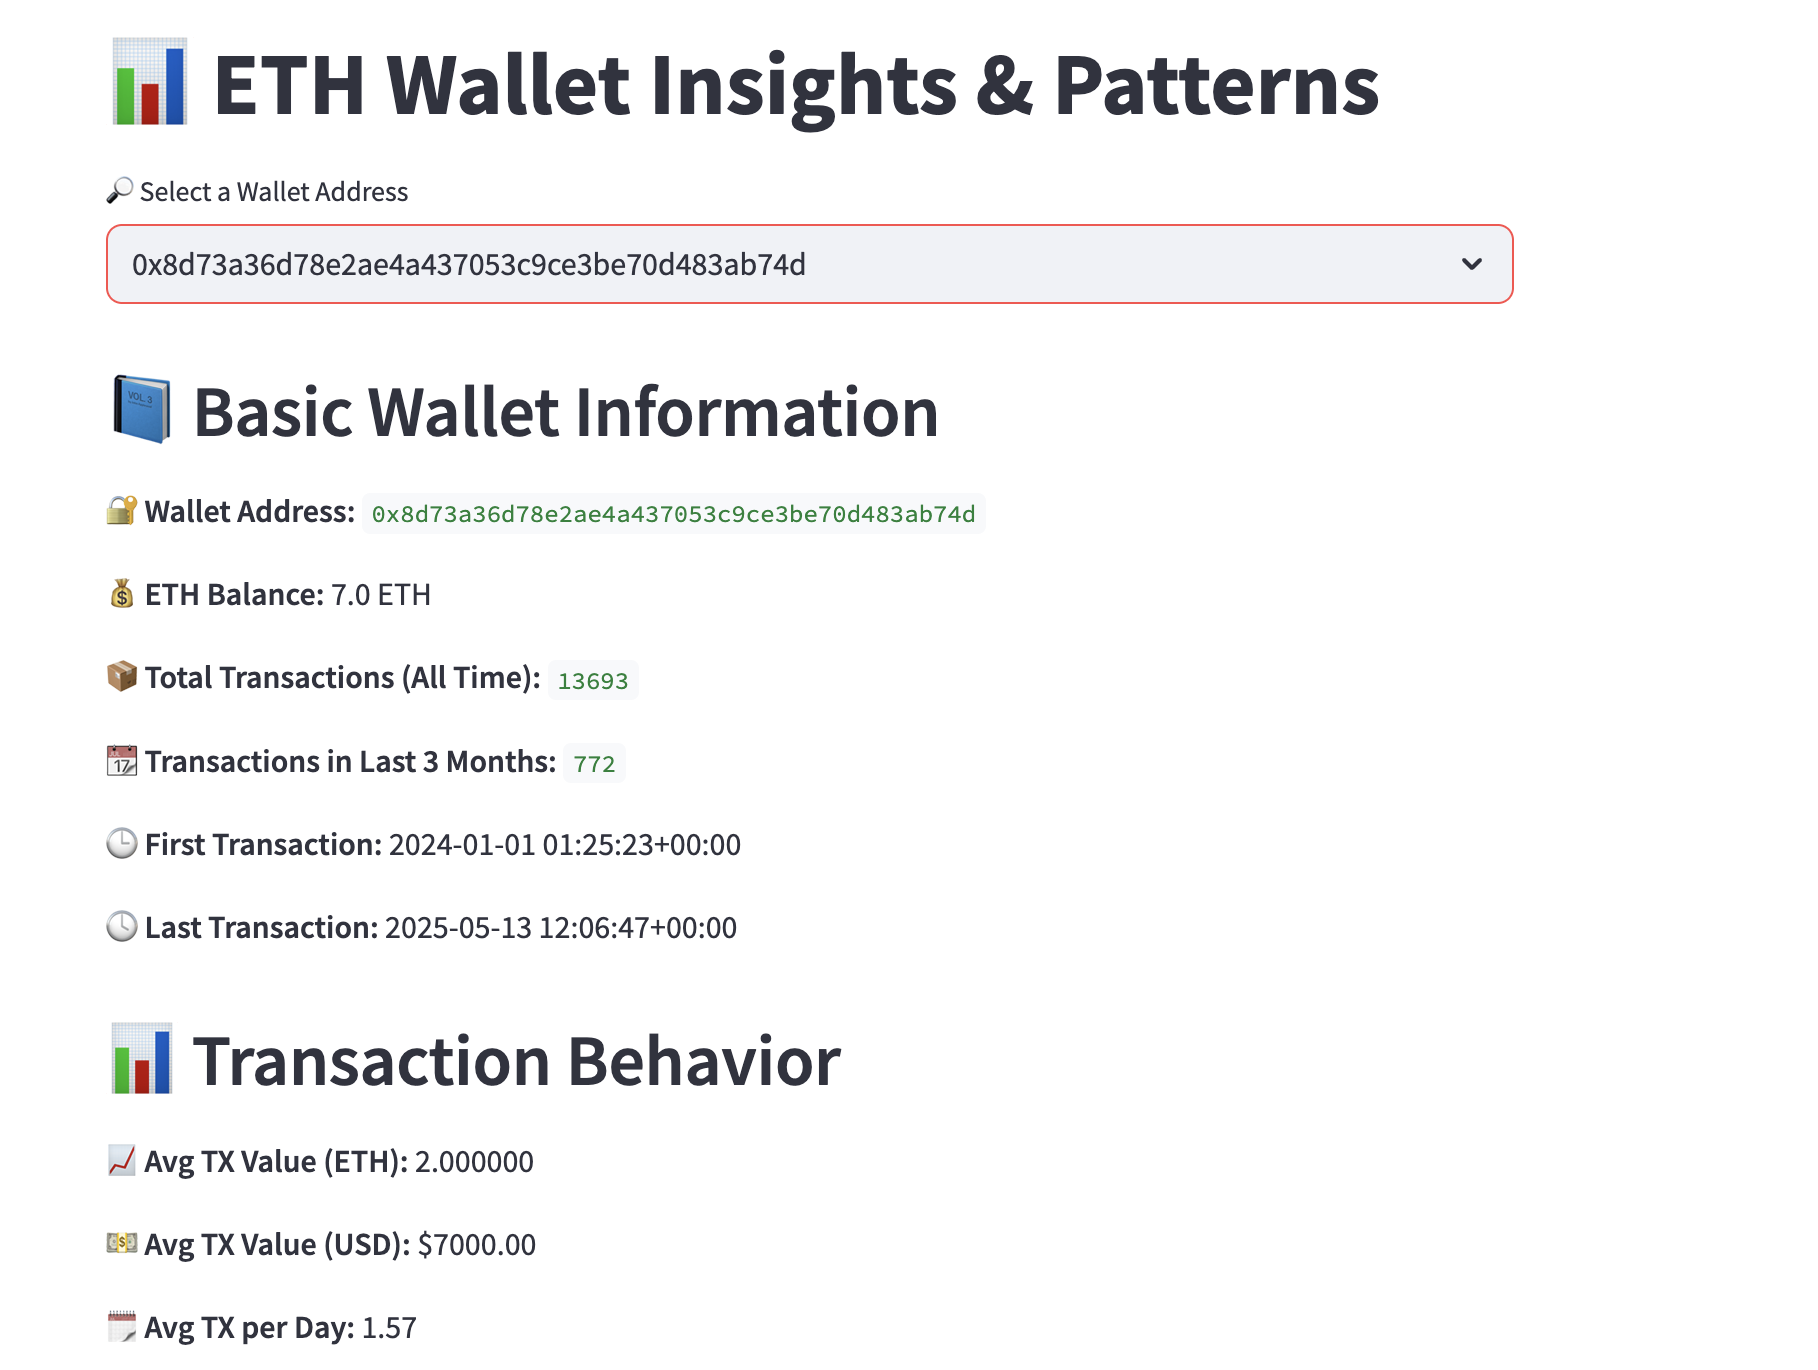 ETH Wallet Insights & Patterns
Select a Wallet Address
0x8d73a36d78e2ae4a437053c9ce3be70d483ab74d
VOL. 3
Basic Wallet Information
Wallet Address: 0x8d73a36d78e2ae4a437053c9ce3be70d483ab74d
$ ETH Balance: 7.0 ETH
Total Transactions (All Time): 13693
17 Transactions in Last 3 Months: 772
First Transaction: 2024-01-01 01:25:23+00:00
Last Transaction: 2025-05-13 12:06:47+00:00
Transaction Behavior
Avg TX Value (ETH): 2.000000
$ Avg TX Value (USD): $7000.00
Avg TX per Day: 1.57